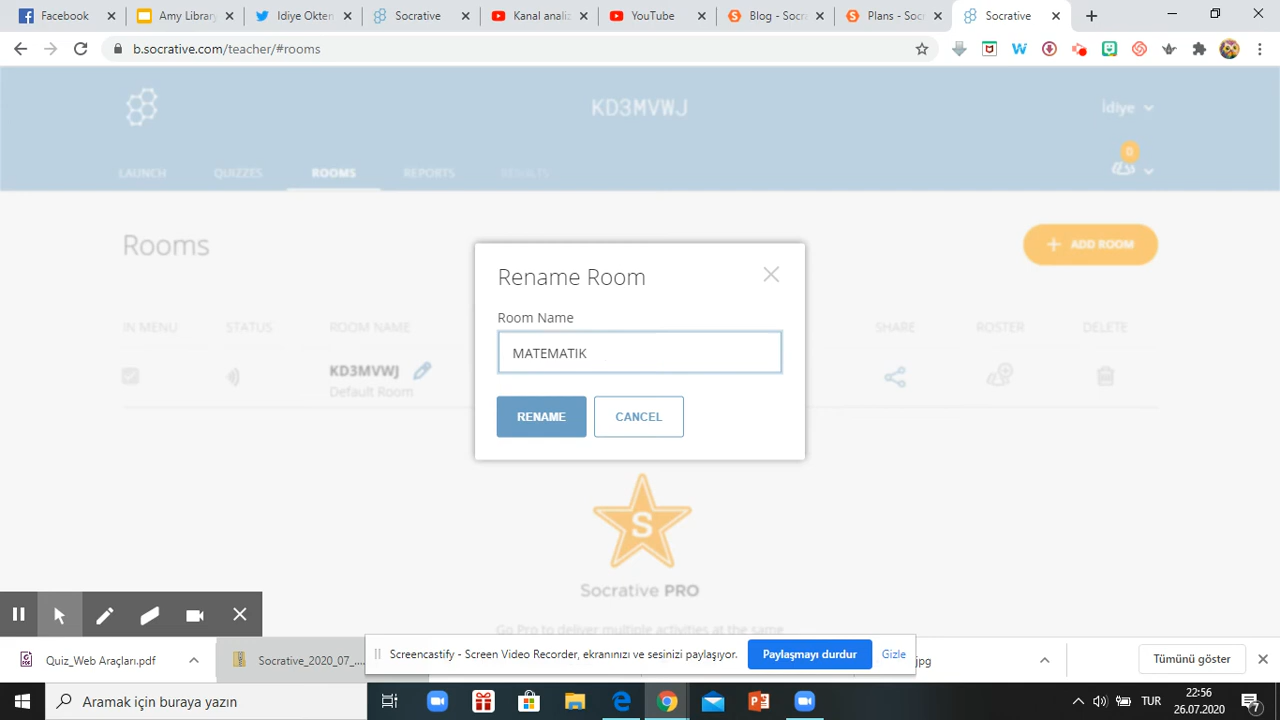 Facebook
Amy Library
Idiye Okten
Socrative
Kanal analiz
YouTube
Blog - Socr
Plans - Soc
Socrative
b.socrative.com/teacher/#rooms
KD3MVWJ
İdiye
0
LAUNCH
QUIZZES
ROOMS
REPORTS
RESULTS
Rooms
ADD ROOM
Rename Room
Room Name
MATEMATIK
RENAME
CANCEL
IN MENU
STATUS
ROOM NAME
SHARE
ROSTER
DELETE
KD3MVWJ
Default Room
S
Socrative PRO
Go Pro to deliver multiple activities at the same
Quiz_Web Araçları.pdf
Socrative_2020_07_....
Screencastify - Screen Video Recorder, ekranınızı ve sesinizi paylaşıyor.
Paylaşmayı durdur
Gizle
jpg
Tümünü göster
Aramak için buraya yazın
TUR
22:56
26.07.2020
7